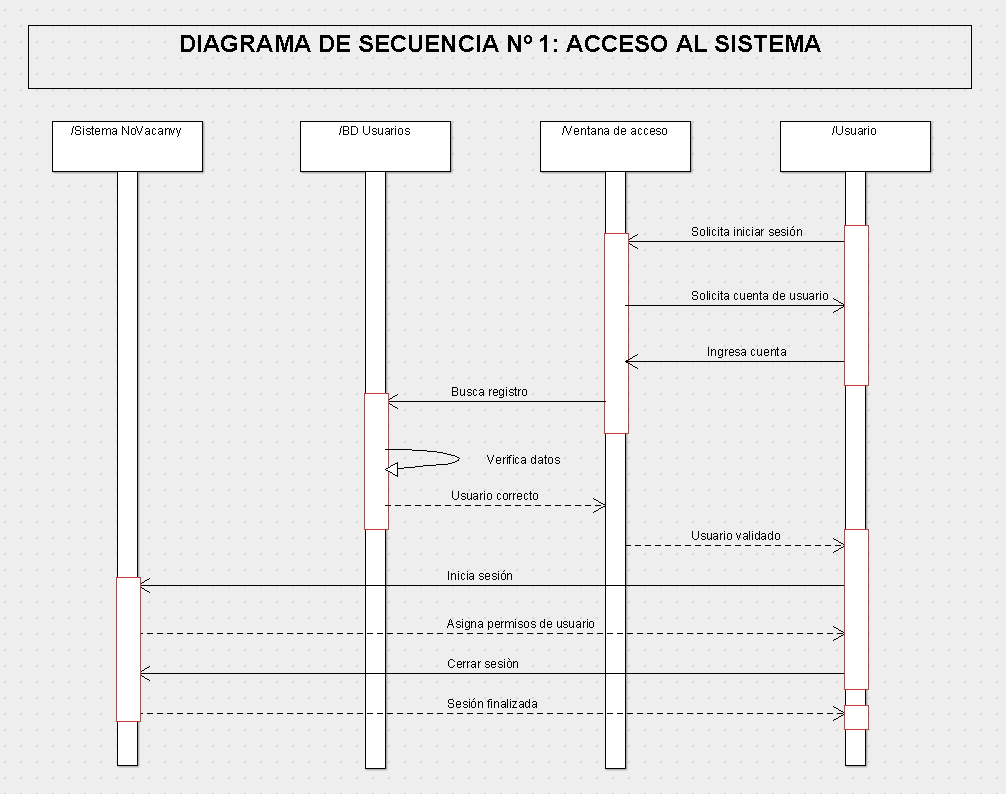 DIAGRAMA DE SECUENCIA Nº 1: ACCESO AL SISTEMA
/Sistema NoVacanvy
/BD Usuarios
/Ventana de acceso
/Usuario
Solicita iniciar sesión
Solicita cuenta de usuario
Ingresa cuenta
Busca registro
Verifica datos
Usuario correcto
Usuario validado
Inicia sesión
Asigna permisos de usuario
Cerrar sesiòn
Sesión finalizada